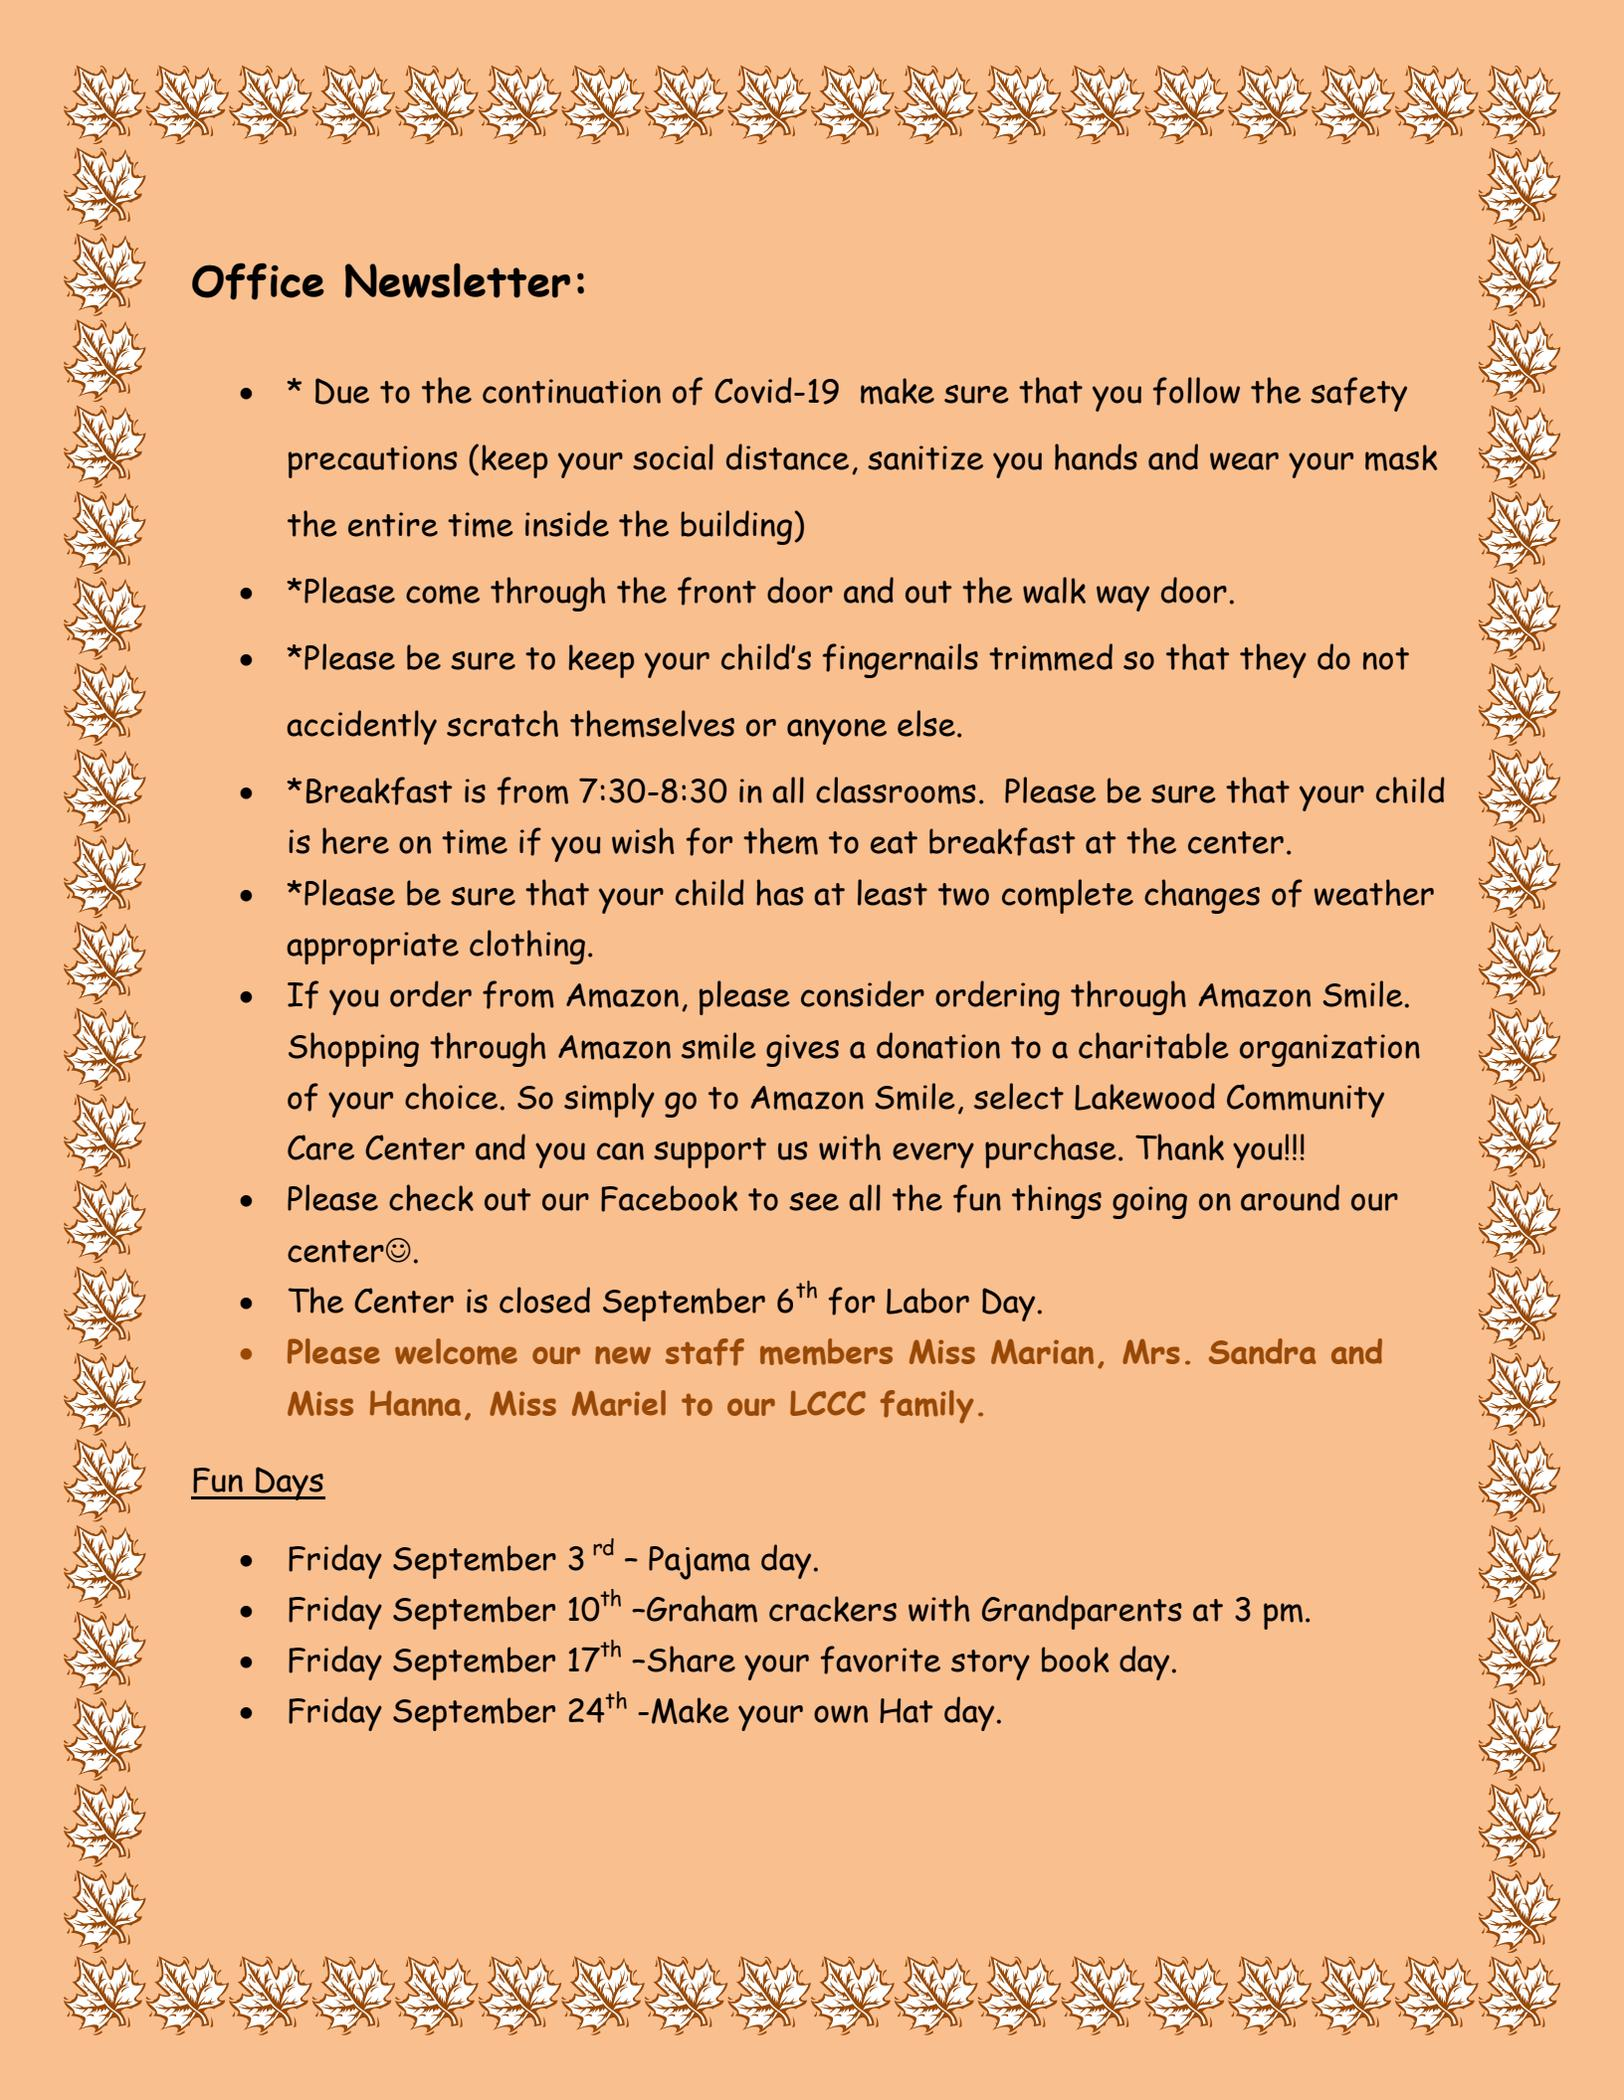 Office Newsletter:
• * Due to the continuation of Covid-19  make sure that you follow the safety
precautions (keep your social distance, sanitize you hands and wear your mask
the entire time inside the building)
• *Please come through the front door and out the walk way door.
• *Please be sure to keep your child’s fingernails trimmed so that they do not
accidently scratch themselves or anyone else.
• *Breakfast is from 7:30-8:30 in all classrooms.  Please be sure that your child
is here on time if you wish for them to eat breakfast at the center.
• *Please be sure that your child has at least two complete changes of weather
appropriate clothing.
• If you order from Amazon, please consider ordering through Amazon Smile.
Shopping through Amazon smile gives a donation to a charitable organization
of your choice. So simply go to Amazon Smile, select Lakewood Community
Care Center and you can support us with every purchase. Thank you!!!
• Please check out our Facebook to see all the fun things going on around our
center☺.
• The Center is closed September 6th for Labor Day.
• Please welcome our new staff members Miss Marian, Mrs. Sandra and
Miss Hanna, Miss Mariel to our LCCC family.
Fun Days
• Friday September 3 rd – Pajama day.
• Friday September 10th –Graham crackers with Grandparents at 3 pm.
• Friday September 17th –Share your favorite story book day.
• Friday September 24th -Make your own Hat day.